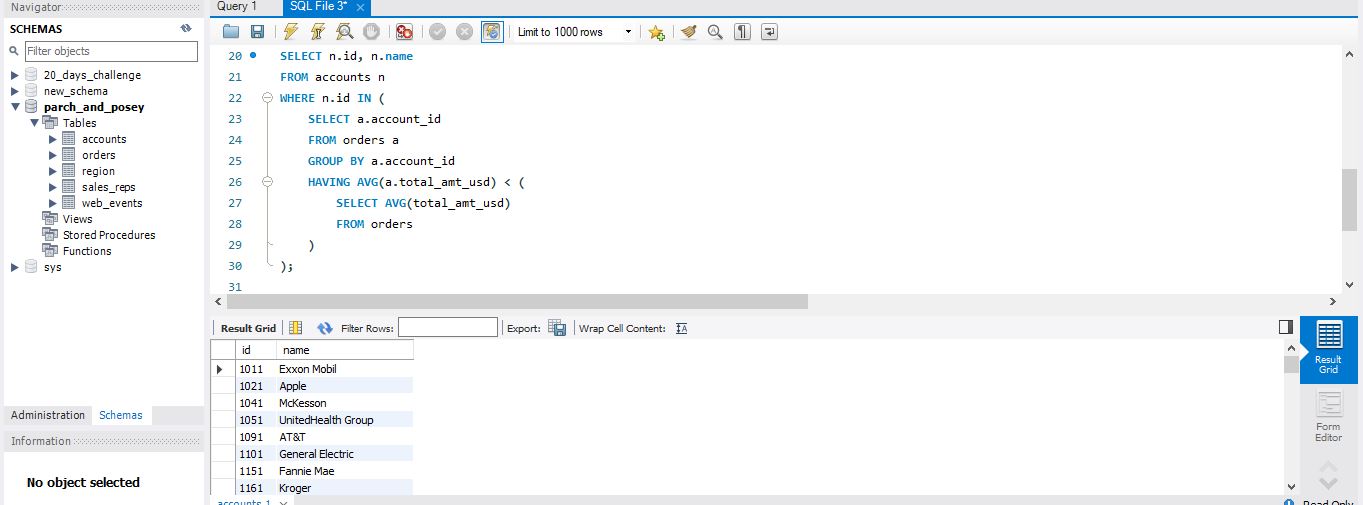 Navigator
SCHEMAS
Filter objects
20_days_challenge
new_schema
parch_and_posey
Tables
accounts
orders
region
sales_reps
web_events
Views
Stored Procedures
Functions
sys
Administration Schemas
Information
No object selected
Query 1 SQL File 3*
Limit to 1000 rows
20 SELECT n.id, n.name
21 FROM accounts n
22 WHERE n.id IN (
23 SELECT a.account_id
24 FROM orders a
25 GROUP BY a.account_id
26 HAVING AVG(a.total_amt_usd) < (
27 SELECT AVG(total_amt_usd)
28 FROM orders
29 )
30 );
31
Result Grid Filter Rows: Export: Wrap Cell Content:
id name
1011 Exxon Mobil
1021 Apple
1041 McKesson
1051 UnitedHealth Group
1091 AT&T
1101 General Electric
1151 Fannie Mae
1161 Kroger
accounts 1
Result
Grid
Form
Editor
Read Only